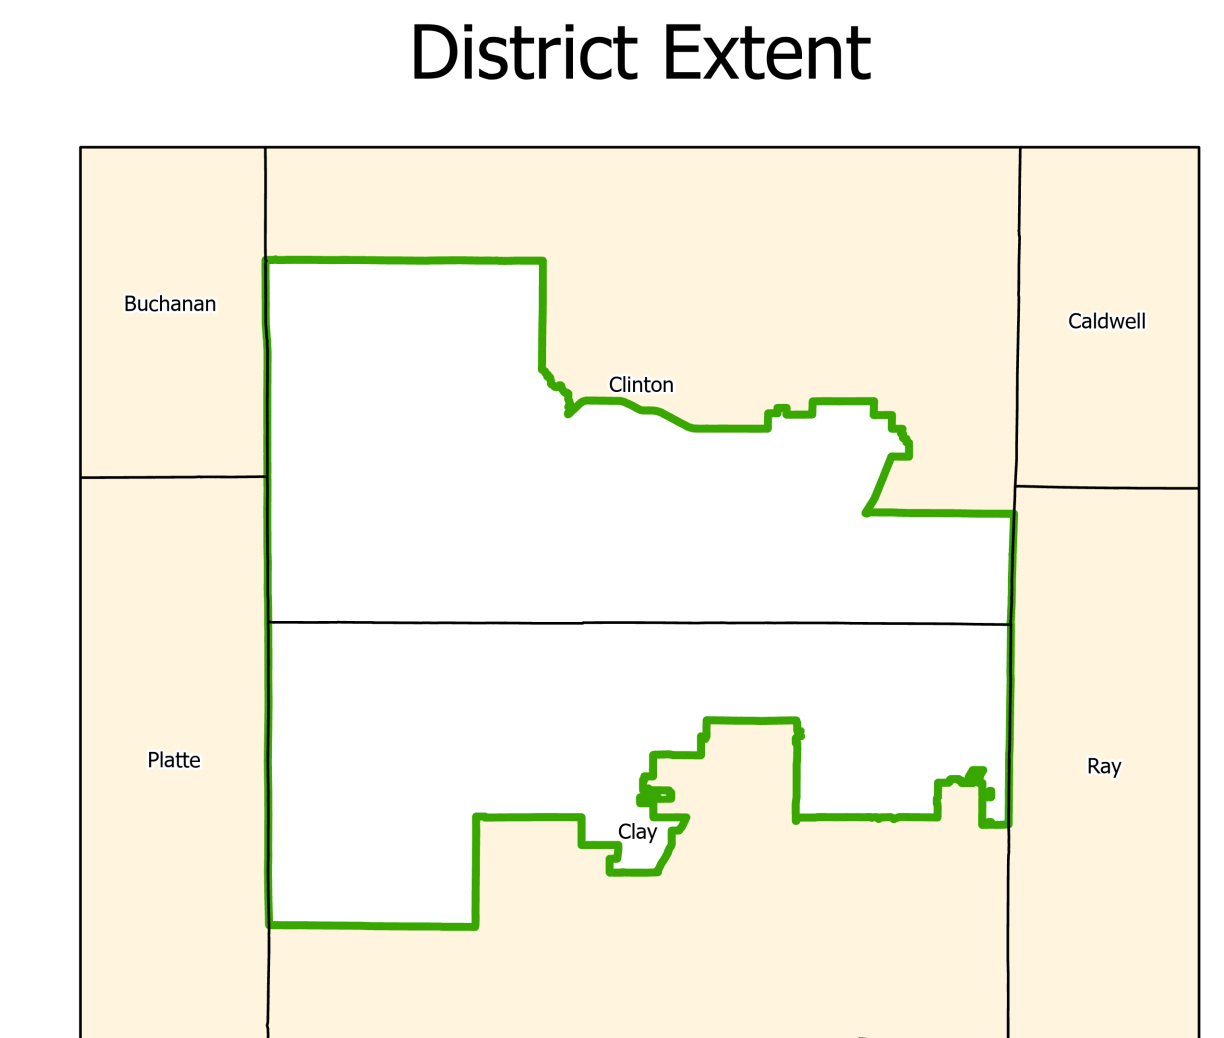 District Extent
Buchanan
Caldwell
Clinton
Platte
Ray
Clay